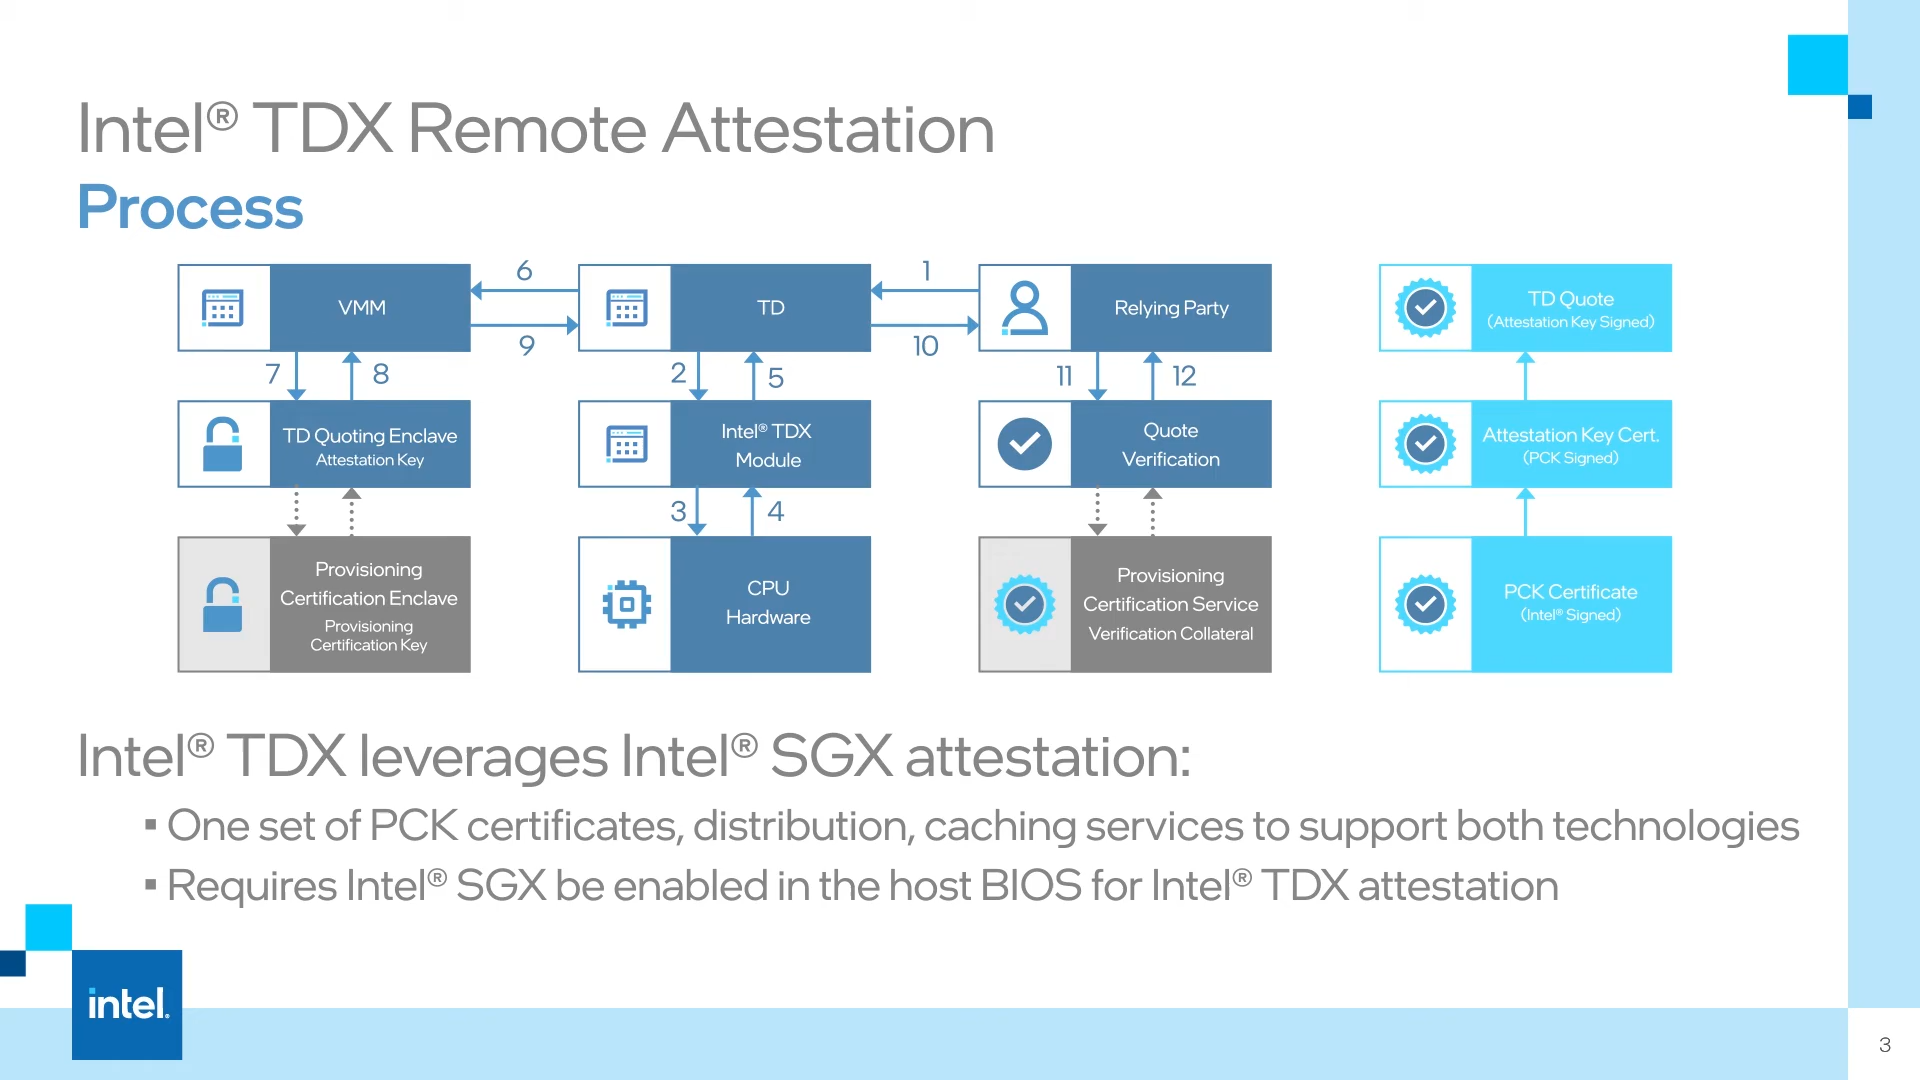 Intel® TDX Remote Attestation
Process
VMM
6
9
TD
1
10
Relying Party
TD Quote
(Attestation Key Signed)
7
8
2
5
11
12
TD Quoting Enclave
Attestation Key
Intel® TDX
Module
Quote
Verification
Attestation Key Cert.
(PCK Signed)
3
4
Provisioning
Certification Enclave
Provisioning
Certification Key
CPU
Hardware
Provisioning
Certification Service
Verification Collateral
PCK Certificate
(Intel® Signed)
Intel® TDX leverages Intel® SGX attestation:
▪ One set of PCK certificates, distribution, caching services to support both technologies
▪ Requires Intel® SGX be enabled in the host BIOS for Intel® TDX attestation
intel.
3